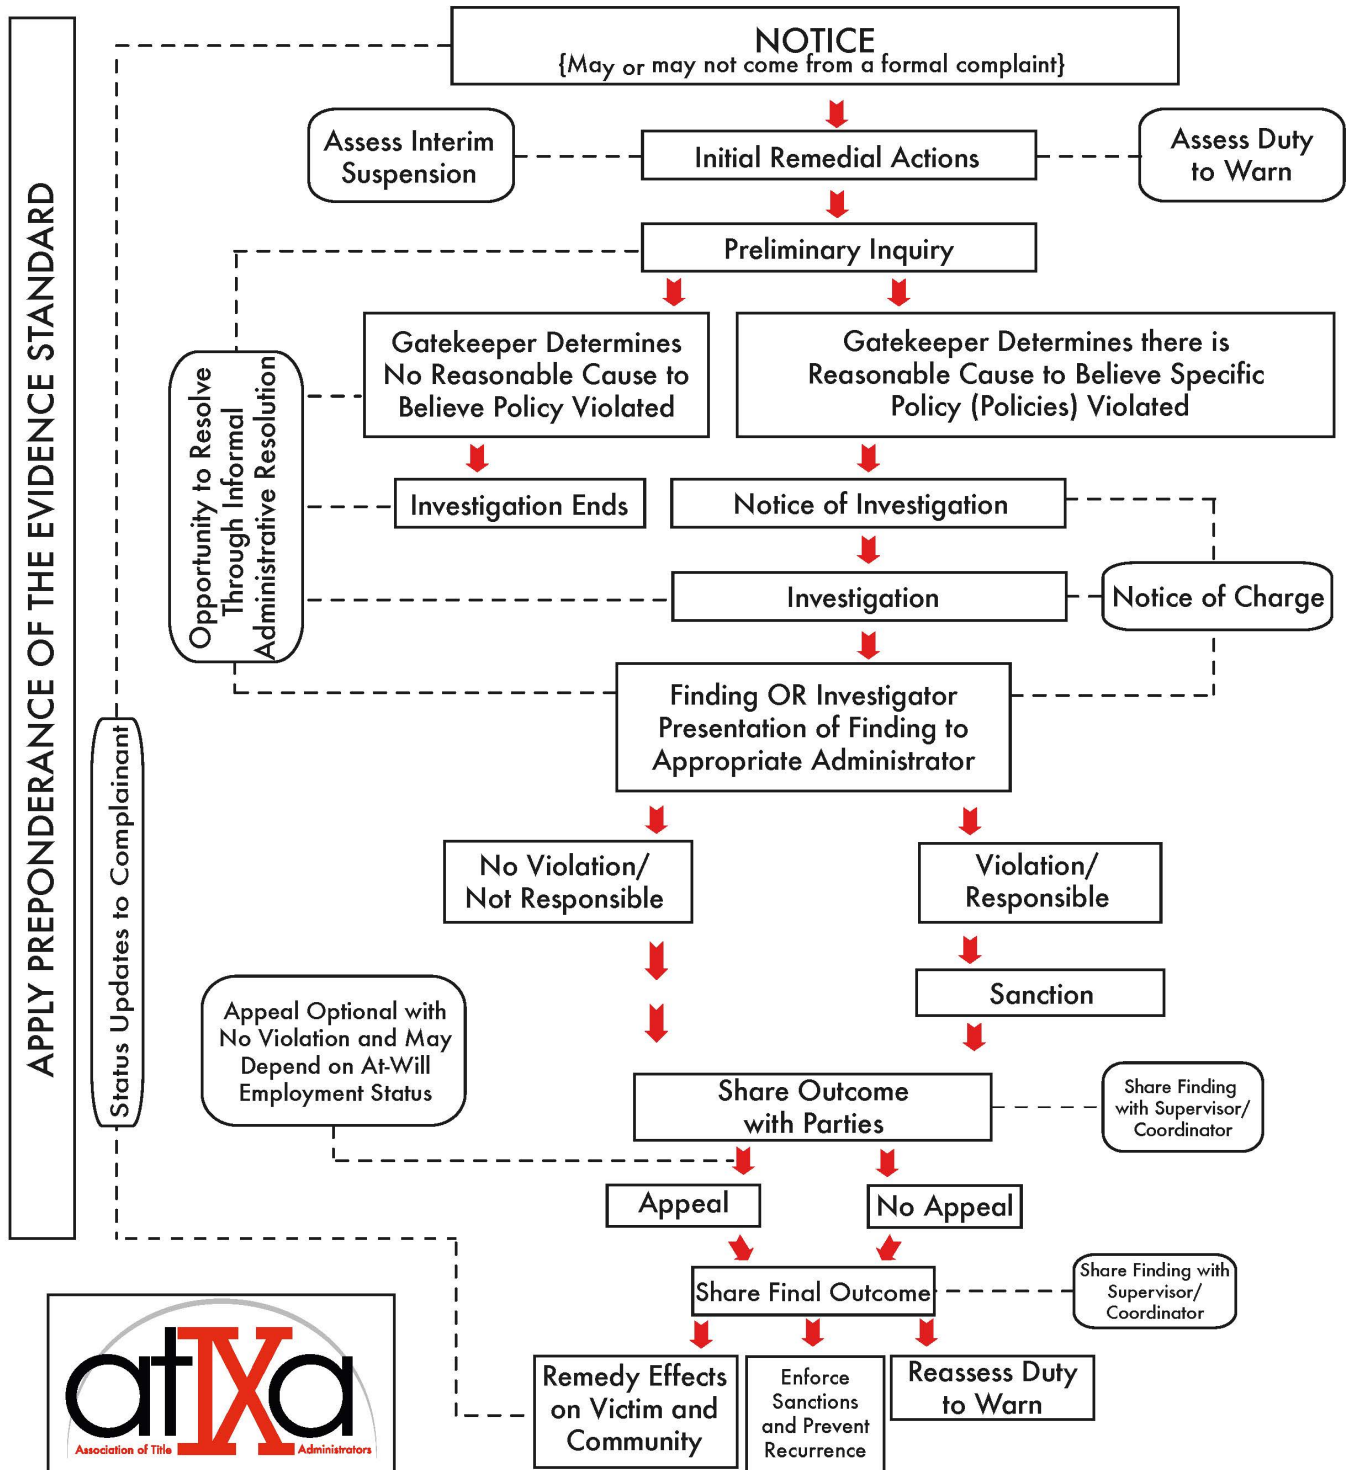 APPLY PREPONDERANCE OF THE EVIDENCE STANDARD
Status Updates to Complainant
NOTICE
{May or may not come from a formal complaint}
Assess Interim
Suspension
Initial Remedial Actions
Assess Duty
to Warn
Preliminary Inquiry
Opportunity to Resolve
Through Informal
Administrative Resolution
Gatekeeper Determines
No Reasonable Cause to
Believe Policy Violated
Gatekeeper Determines there is
Reasonable Cause to Believe Specific
Policy (Policies) Violated
Investigation Ends
Notice of Investigation
Investigation
Notice of Charge
Finding OR Investigator
Presentation of Finding to
Appropriate Administrator
No Violation/
Not Responsible
Violation/
Responsible
Sanction
Appeal Optional with
No Violation and May
Depend on At-Will
Employment Status
Share Outcome
with Parties
Share Finding
with Supervisor/
Coordinator
Appeal
No Appeal
Share Final Outcome
Share Finding with
Supervisor/
Coordinator
Remedy Effects
on Victim and
Community
Enforce
Sanctions
and Prevent
Recurrence
Reassess Duty
to Warn
atIXa
Association of Title Administrators